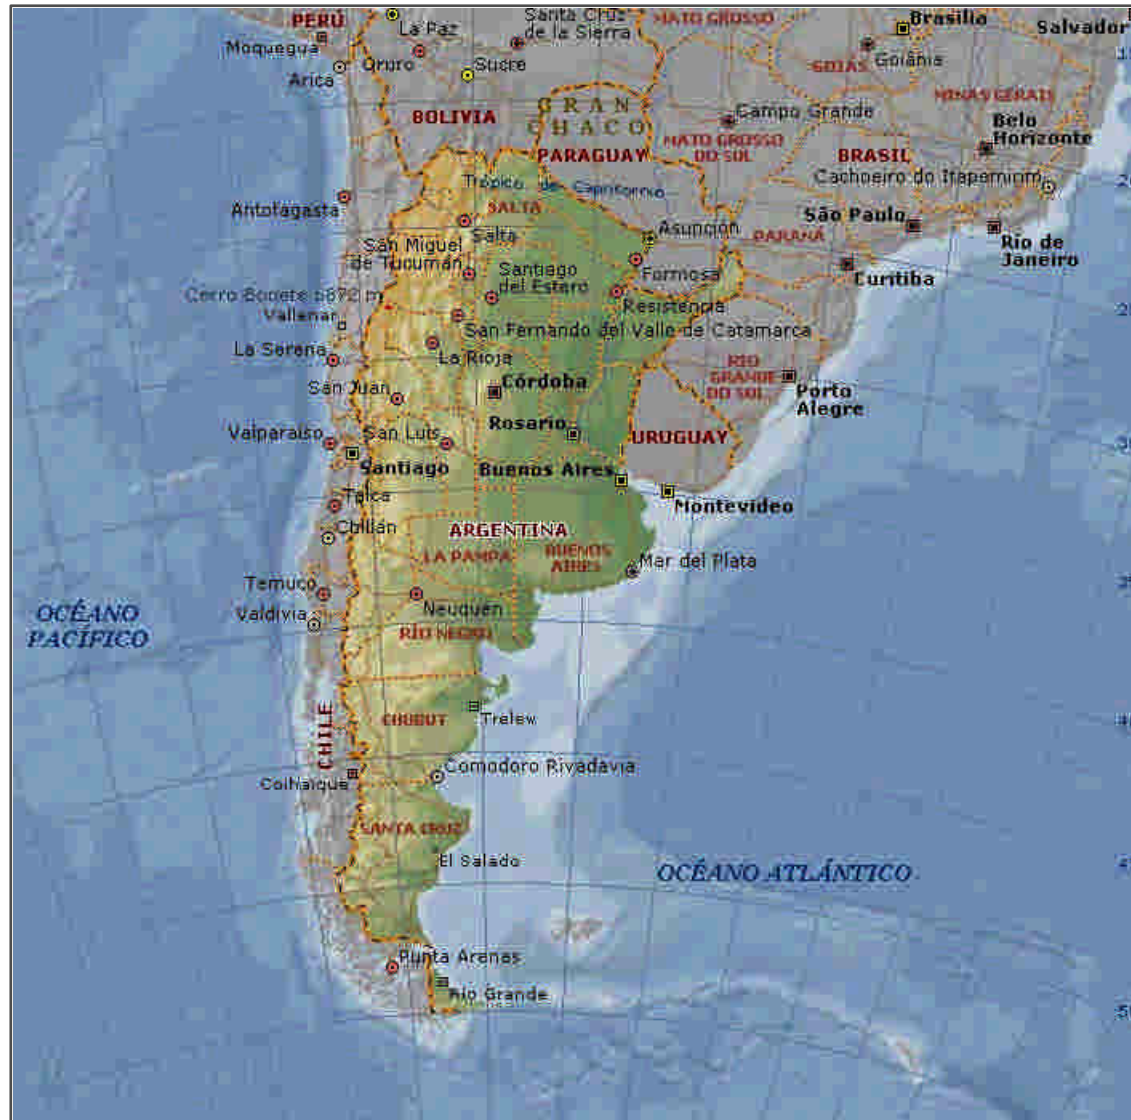 PERÚ
Moquegua
Arica
La Paz
Oruro
Sucre
Santa Cruz
de la Sierra
BOLIVIA
GRAN
CHACO
PARAGUAY
MATO GROSSO
Brasilia
Salvador
GOIÁS
Goiânia
MINAS GERAIS
Campo Grande
MATO GROSSO
DO SUL
Belo
Horizonte
BRASIL
Cachoeiro do Itapemirim
Trópico de Capricornio
Antofagasta
SALTA
Salta
São Paulo
Rio de
Janeiro
PARANÁ
Curitiba
Asunción
San Miguel
de Tucumán
Formosa
Santiago
del Estero
Resistencia
Cerro Bonete 6872 m
Vallenar
San Fernando del Valle de Catamarca
La Serena
La Rioja
RIO
GRANDE
DO SOL
Porto
Alegre
San Juan
Córdoba
Rosario
URUGUAY
Valparaíso
San Luis
Santiago
Buenos Aires
Montevideo
Talca
Chillán
ARGENTINA
LA PAMPA
BUENOS
AIRES
Mar del Plata
Temuco
Neuquén
Valdivia
RÍO NEGRO
OCÉANO
PACÍFICO
CHILE
CHUBUT
Trelew
Coihaique
Comodoro Rivadavia
SANTA CRUZ
El Salado
OCÉANO ATLÁNTICO
Punta Arenas
Río Grande